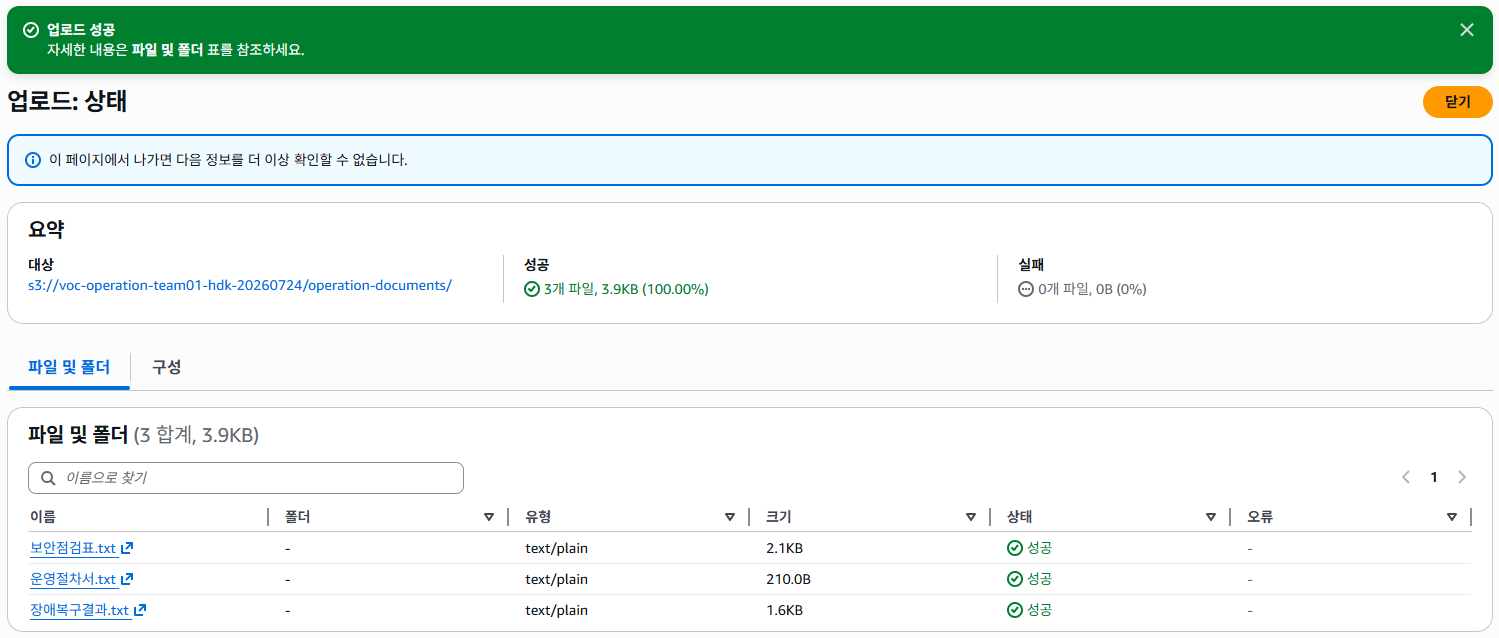 업로드 성공
자세한 내용은 파일 및 폴더 표를 참조하세요.
업로드: 상태
닫기
이 페이지에서 나가면 다음 정보를 더 이상 확인할 수 없습니다.
요약
대상
s3://voc-operation-team01-hdk-20260724/operation-documents/
성공
3개 파일, 3.9KB (100.00%)
실패
0개 파일, 0B (0%)
파일 및 폴더
구성
파일 및 폴더 (3 합계, 3.9KB)
이름으로 찾기
1
이름 폴더 유형 크기 상태 오류
보안점검표.txt - text/plain 2.1KB 성공 -
운영절차서.txt - text/plain 210.0B 성공 -
장애복구결과.txt - text/plain 1.6KB 성공 -